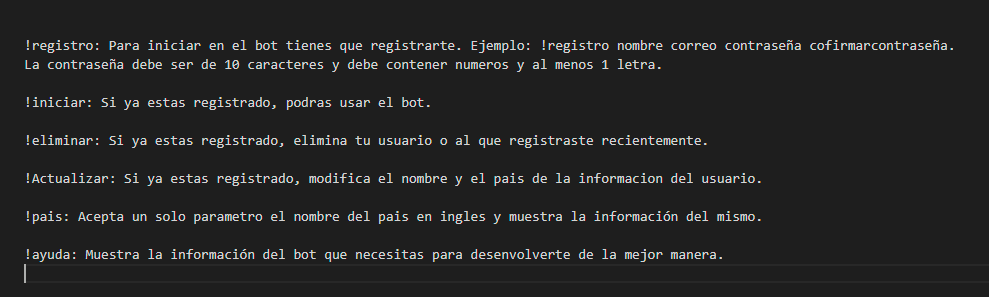 !registro: Para iniciar en el bot tienes que registrarte. Ejemplo: !registro nombre correo contraseña cofirmarcontraseña.
La contraseña debe ser de 10 caracteres y debe contener numeros y al menos 1 letra.
!iniciar: Si ya estas registrado, podras usar el bot.
!eliminar: Si ya estas registrado, elimina tu usuario o al que registraste recientemente.
!Actualizar: Si ya estas registrado, modifica el nombre y el pais de la informacion del usuario.
!pais: Acepta un solo parametro el nombre del pais en ingles y muestra la información del mismo.
!ayuda: Muestra la información del bot que necesitas para desenvolverte de la mejor manera.